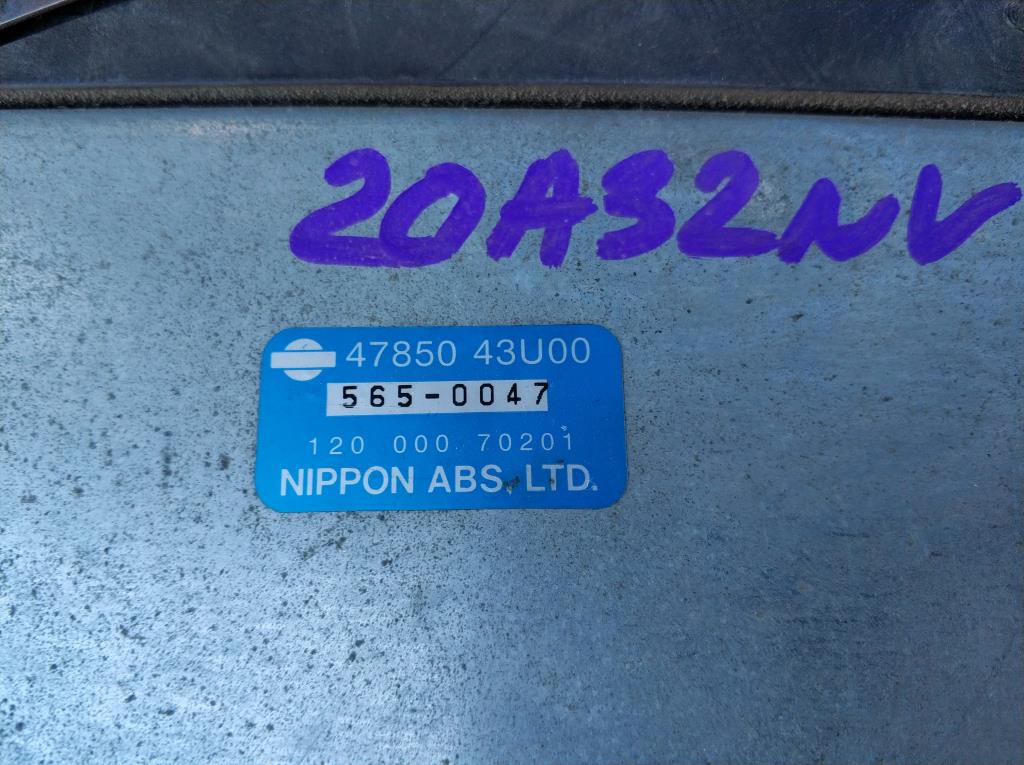 20A32NV
47850 43U00
565-0047
120 000 70201
NIPPON ABS, LTD.